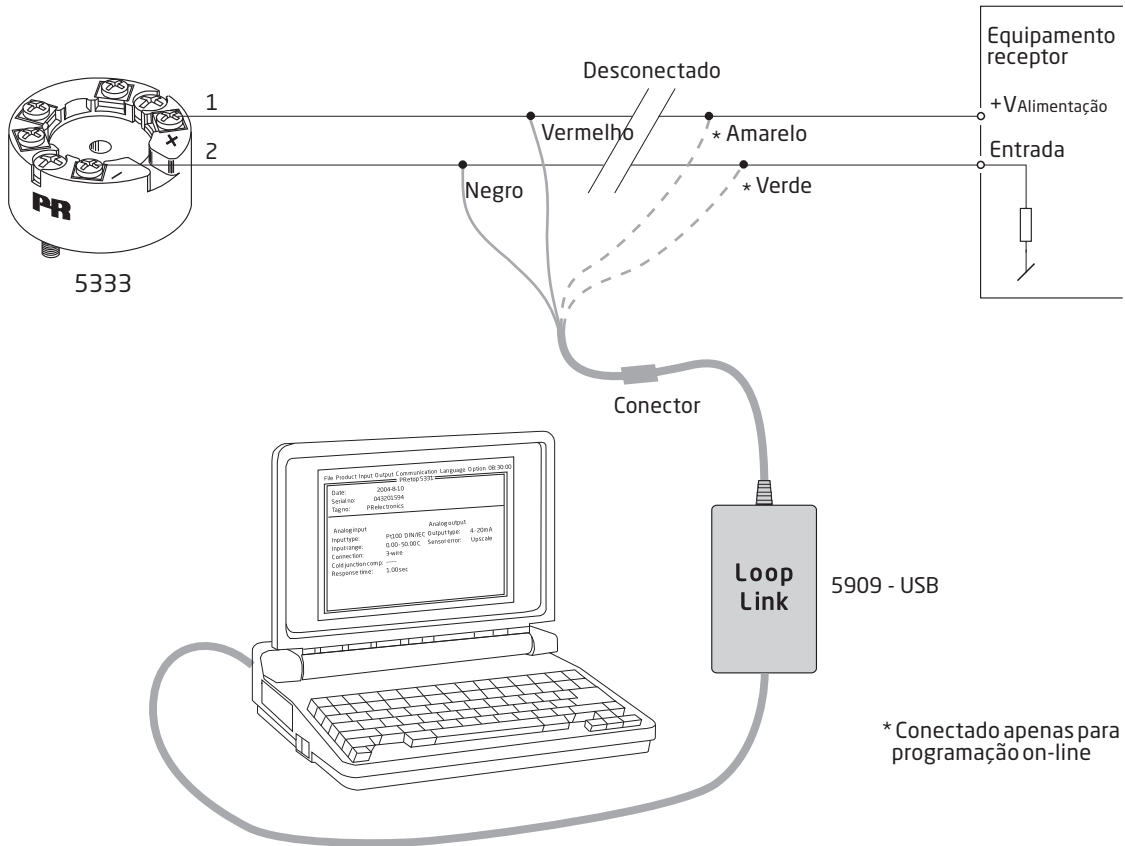 Equipamento
receptor
Desconectado
1
+VAlimentação
Vermelho
* Amarelo
2
Entrada
Negro
* Verde
+
-
PR
5333
Conector
File Product Input Output Communication Language Option 08:30:00
PRetop 5331
Date: 2004-8-10
Serial no: 043201594
Tag no: PRelectronics
Analog input Analog output
Input type: Pt100 DIN/IEC Output type: 4-20mA
Input range: 0.00-50.00C Sensor error: Upscale
Connection: 3-wire
Cold junction comp: -----
Response time: 1.00sec
Loop
Link
5909 - USB
* Conectado apenas para
programação on-line